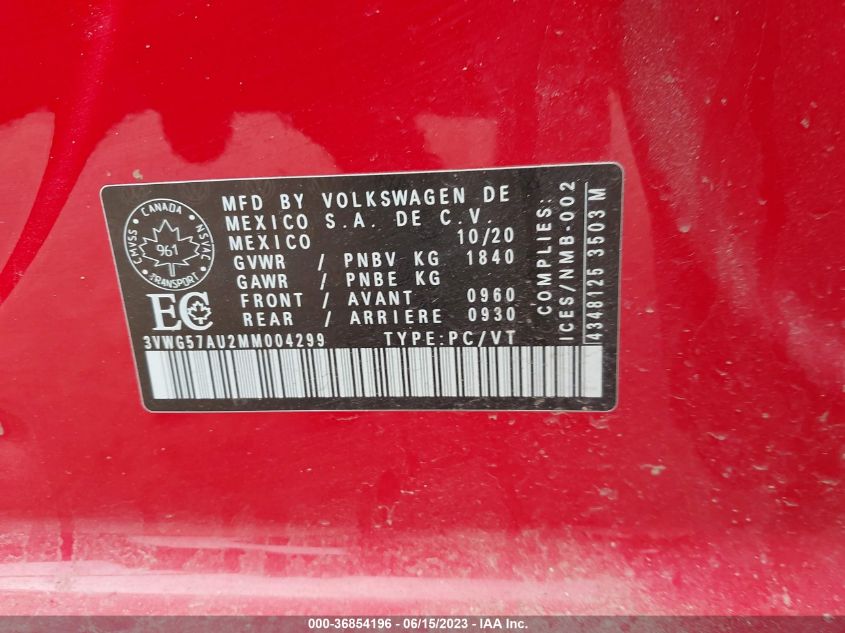 MFD BY VOLKSWAGEN DE
MEXICO S.A. DE C.V.
MEXICO 10/20
GVWR / PNBV KG 1840
GAWR / PNBE KG
FRONT / AVANT 0960
REAR / ARRIERE 0930
3VWG57AU2MM004299 TYPE:PC/VT
CANADA
CMVSS
NSVAC
961
TRANSPORT
EC
COMPLIES:
ICES/NMB-002
4348125 3503 M
000-36854196 - 06/15/2023 - Copyright © IAA, Inc.